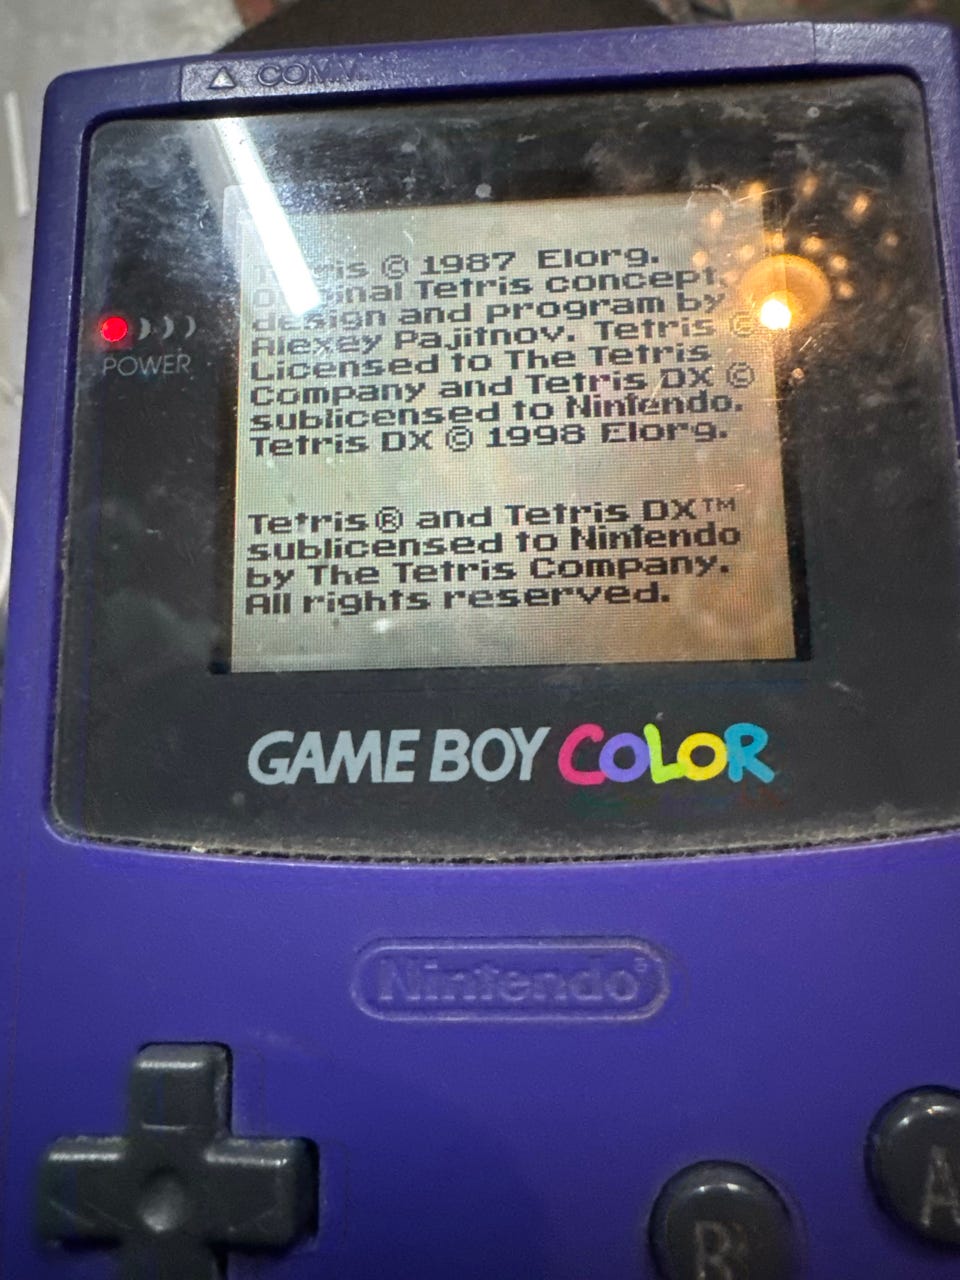 COMM.
Tetris © 1987 Elorg.
Original Tetris concept,
design and program by
Alexey Pajitnov. Tetris ©
Licensed to The Tetris
Company and Tetris DX ©
sublicensed to Nintendo.
Tetris DX © 1998 Elorg.
POWER
Tetris® and Tetris DX™
sublicensed to Nintendo
by The Tetris Company.
All rights reserved.
GAME BOY COLOR
Nintendo®
A
B